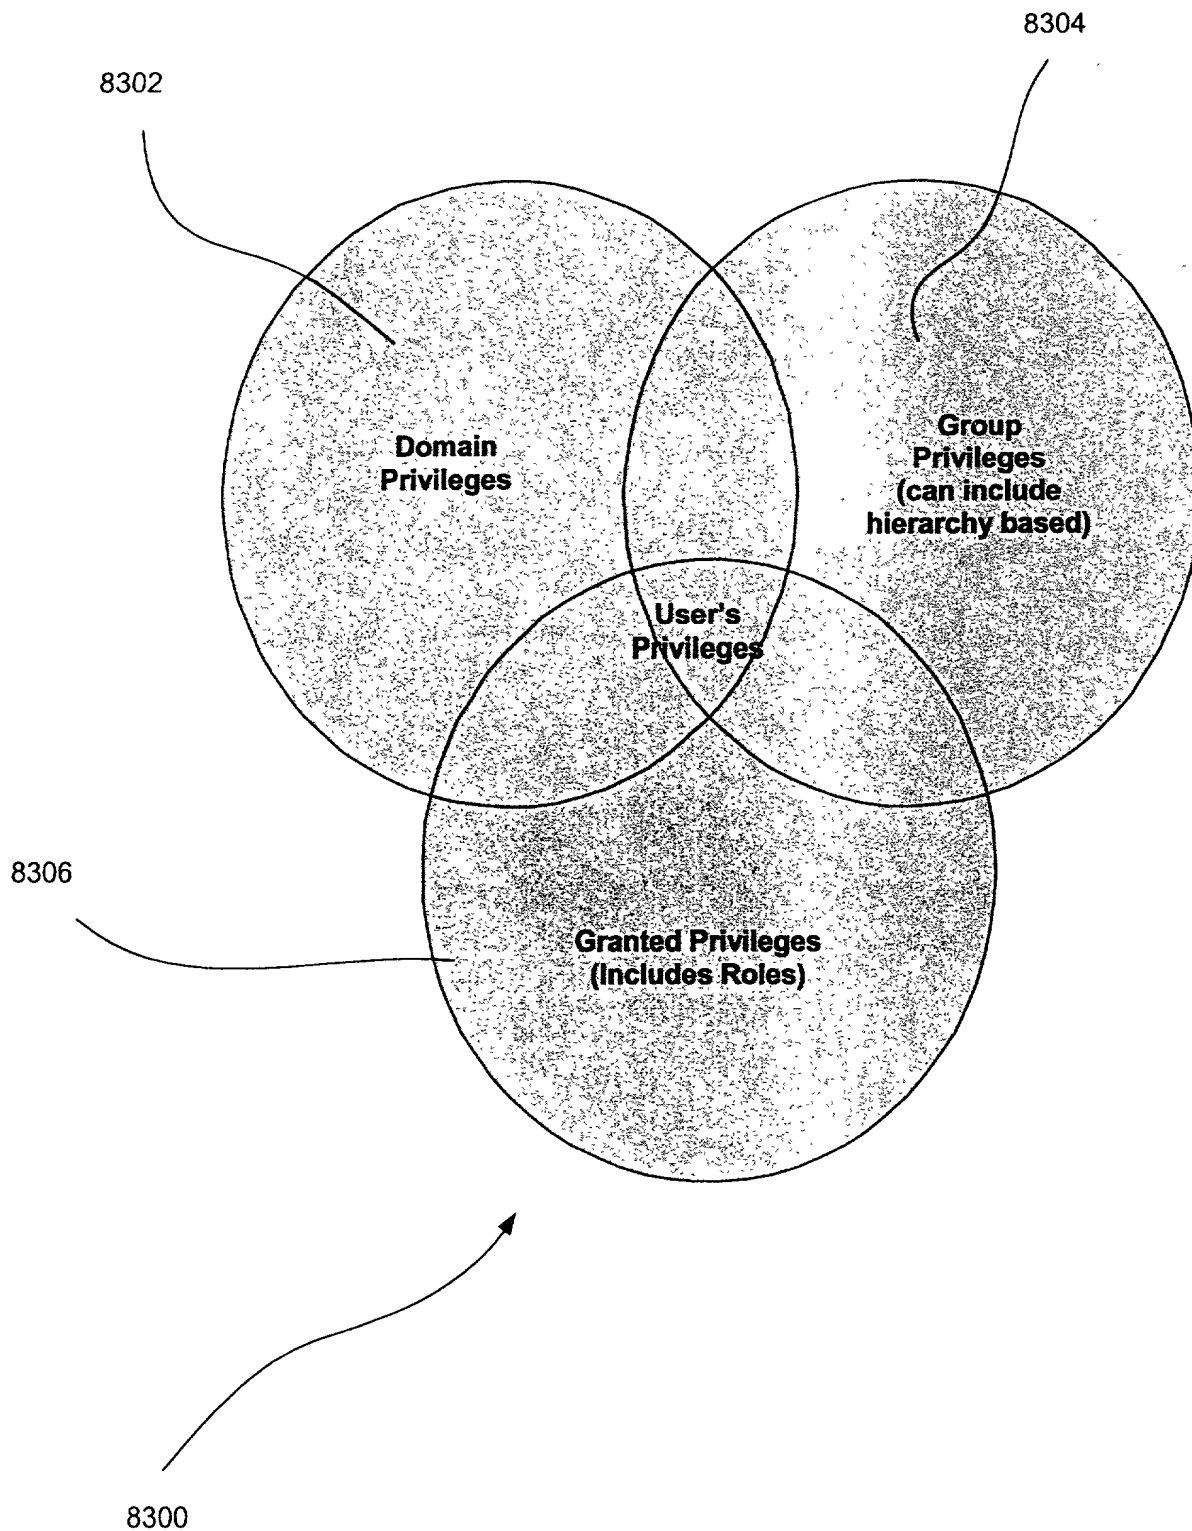 8304
8302
Domain
Privileges
Group
Privileges
(can include
hierarchy based)
User's
Privileges
8306
Granted Privileges
(Includes Roles)
8300